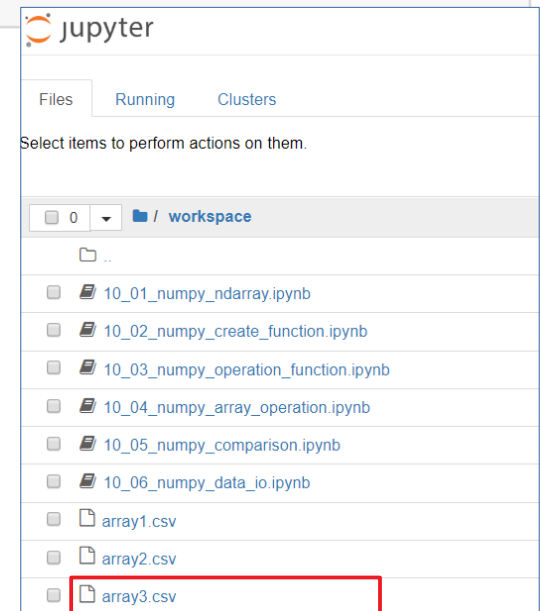 jupyter
Files Running Clusters
Select items to perform actions on them.
0 / workspace
..
10_01_numpy_ndarray.ipynb
10_02_numpy_create_function.ipynb
10_03_numpy_operation_function.ipynb
10_04_numpy_array_operation.ipynb
10_05_numpy_comparison.ipynb
10_06_numpy_data_io.ipynb
array1.csv
array2.csv
array3.csv